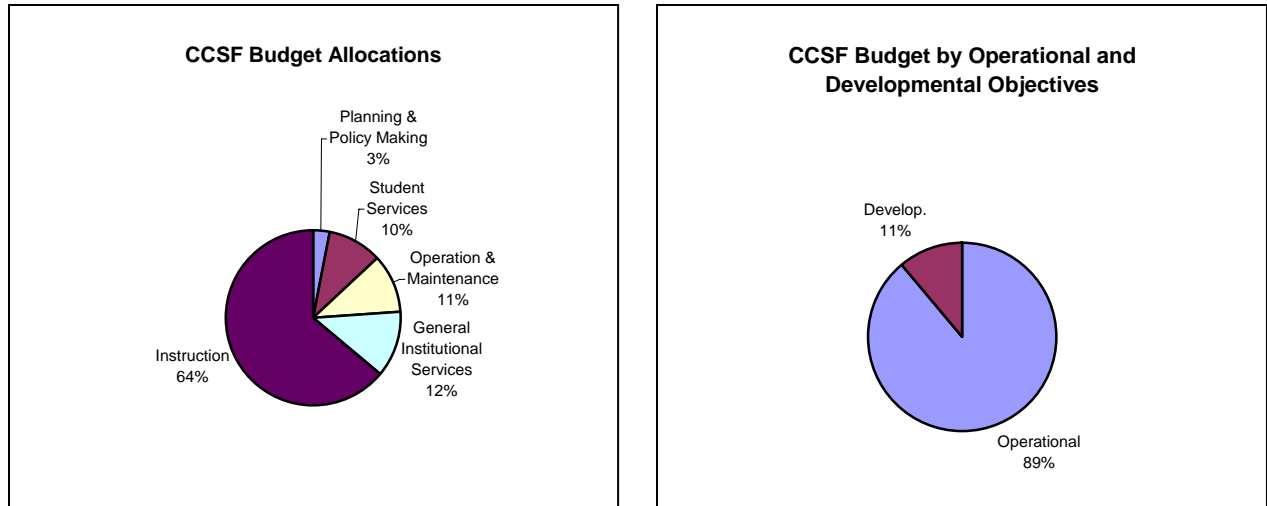 CCSF Budget Allocations
Planning &
Policy Making
3%
Student
Services
10%
Operation &
Maintenance
11%
General
Institutional
Services
12%
Instruction
64%
CCSF Budget by Operational and
Developmental Objectives
Develop.
11%
Operational
89%